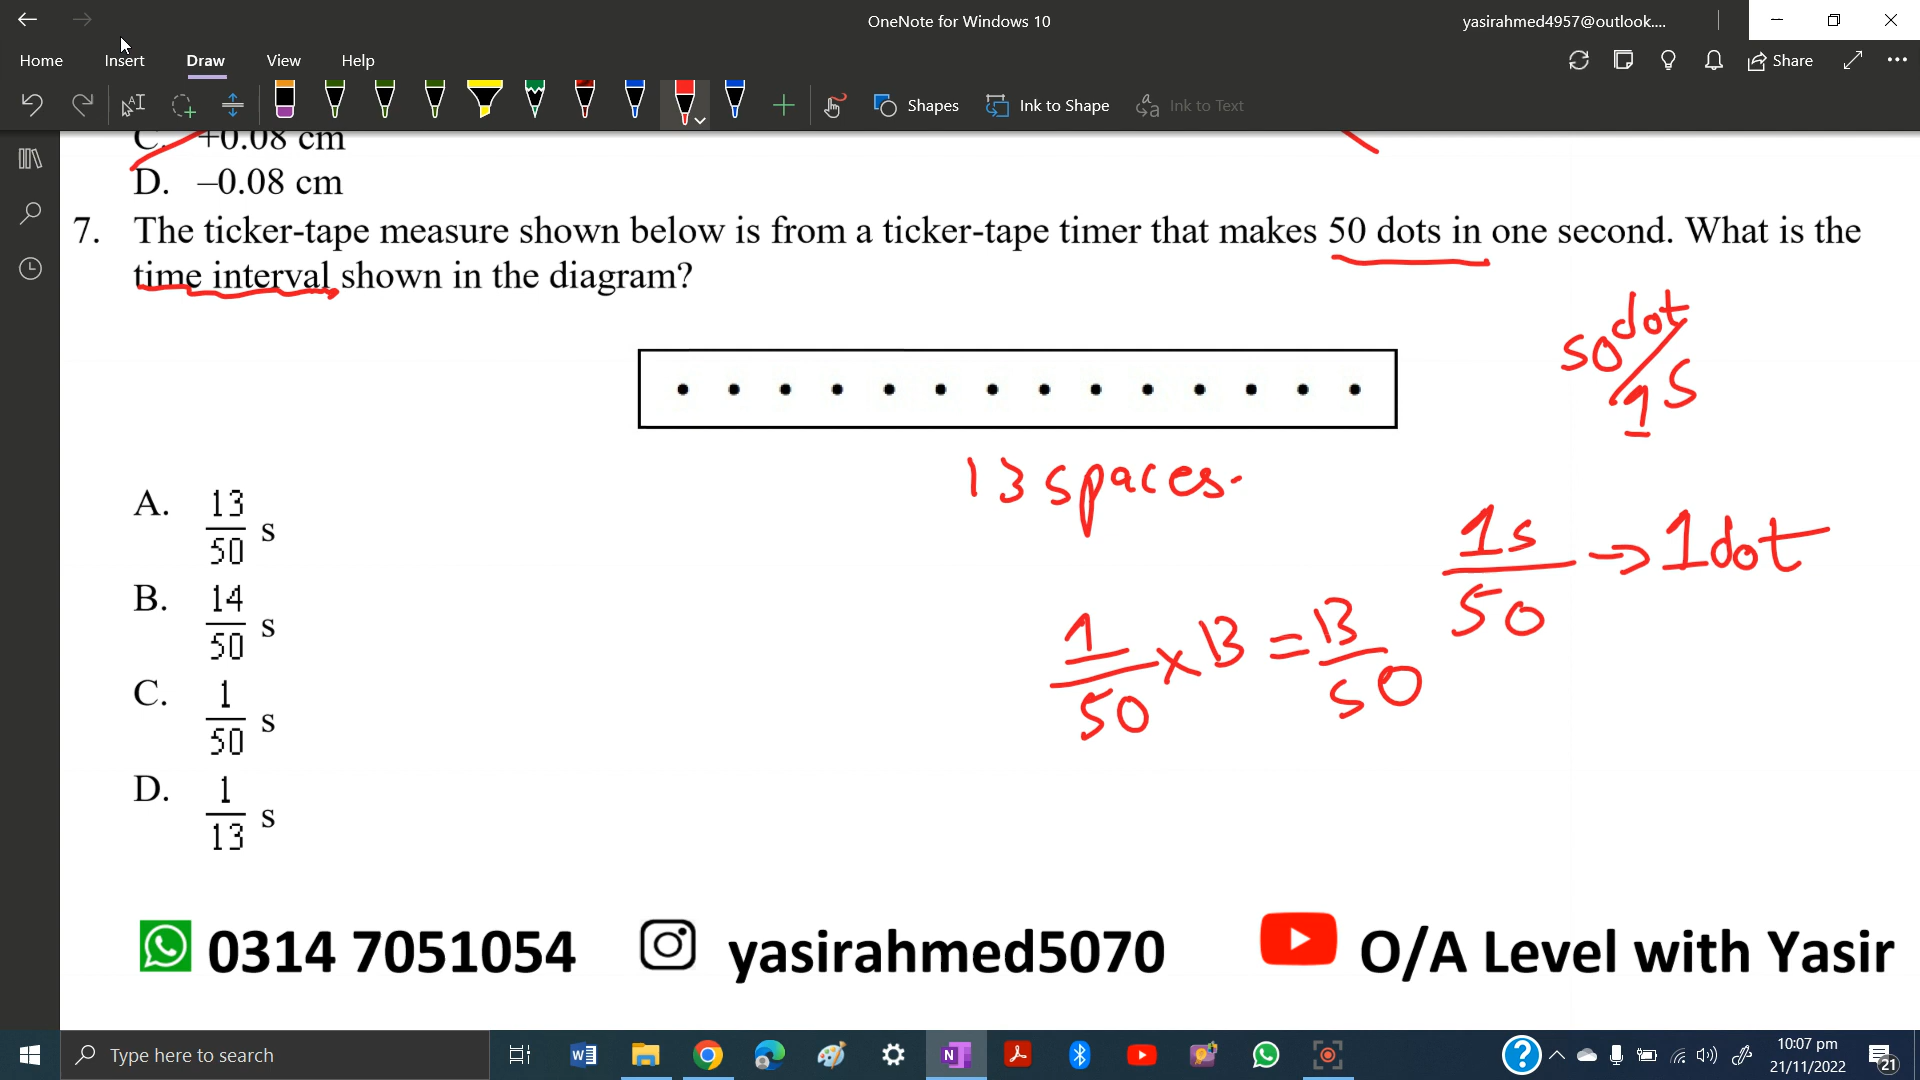 OneNote for Windows 10
yasirahmed4957@outlook....
Home Insert Draw View Help
Share
Shapes Ink to Shape Ink to Text
C. +0.08 cm
D. –0.08 cm
7. The ticker-tape measure shown below is from a ticker-tape timer that makes 50 dots in one second. What is the
time interval shown in the diagram?
50 dot/1s
13 spaces.
A. 13/50 s
1s/50 → 1dot
B. 14/50 s
1/50 × 13 = 13/50
C. 1/50 s
D. 1/13 s
0314 7051054 yasirahmed5070 O/A Level with Yasir
Type here to search
10:07 pm
21/11/2022
21